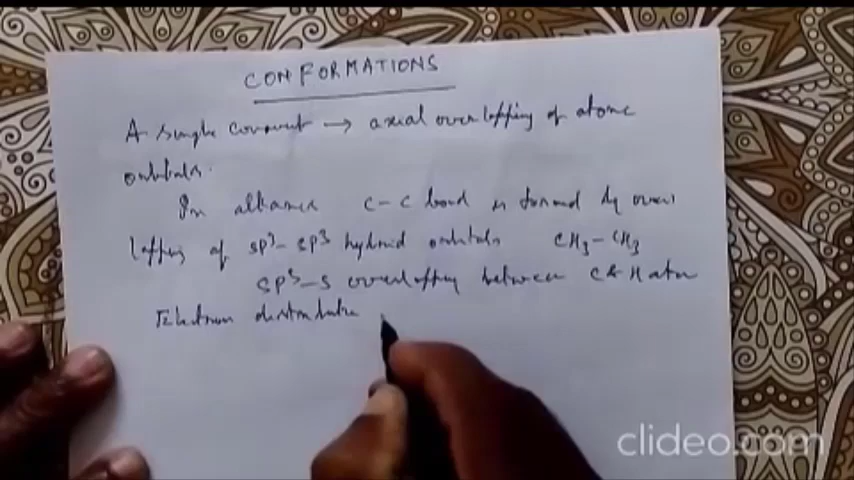 CONFORMATIONS
A single covalent → axial overlapping of atomic
orbitals.
In alkanes C-C bond is formed by over
lapping of SP³-SP³ hybrid orbitals CH₃-CH₃
SP³-S overlapping between C & H atom
Electron distribution
clideo.com